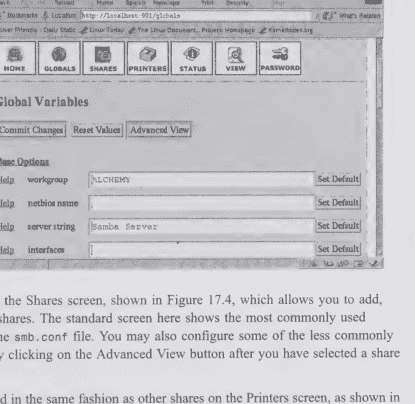 Bookmarks Location: http://localhost:901/globals What's Related
User Friendly - Daily Static Linux Today The Linux Document... Project Homepage Kernelnotes.org
HOME GLOBALS SHARES PRINTERS STATUS VIEW PASSWORD
Global Variables
Commit Changes Reset Values Advanced View
Base Options
Help workgroup ALCHEMY Set Default
Help netbios name Set Default
Help server string Samba Server Set Default
Help interfaces Set Default
the Shares screen, shown in Figure 17.4, which allows you to add,
shares. The standard screen here shows the most commonly used
smb.conf file. You may also configure some of the less commonly
clicking on the Advanced View button after you have selected a share
in the same fashion as other shares on the Printers screen, as shown in